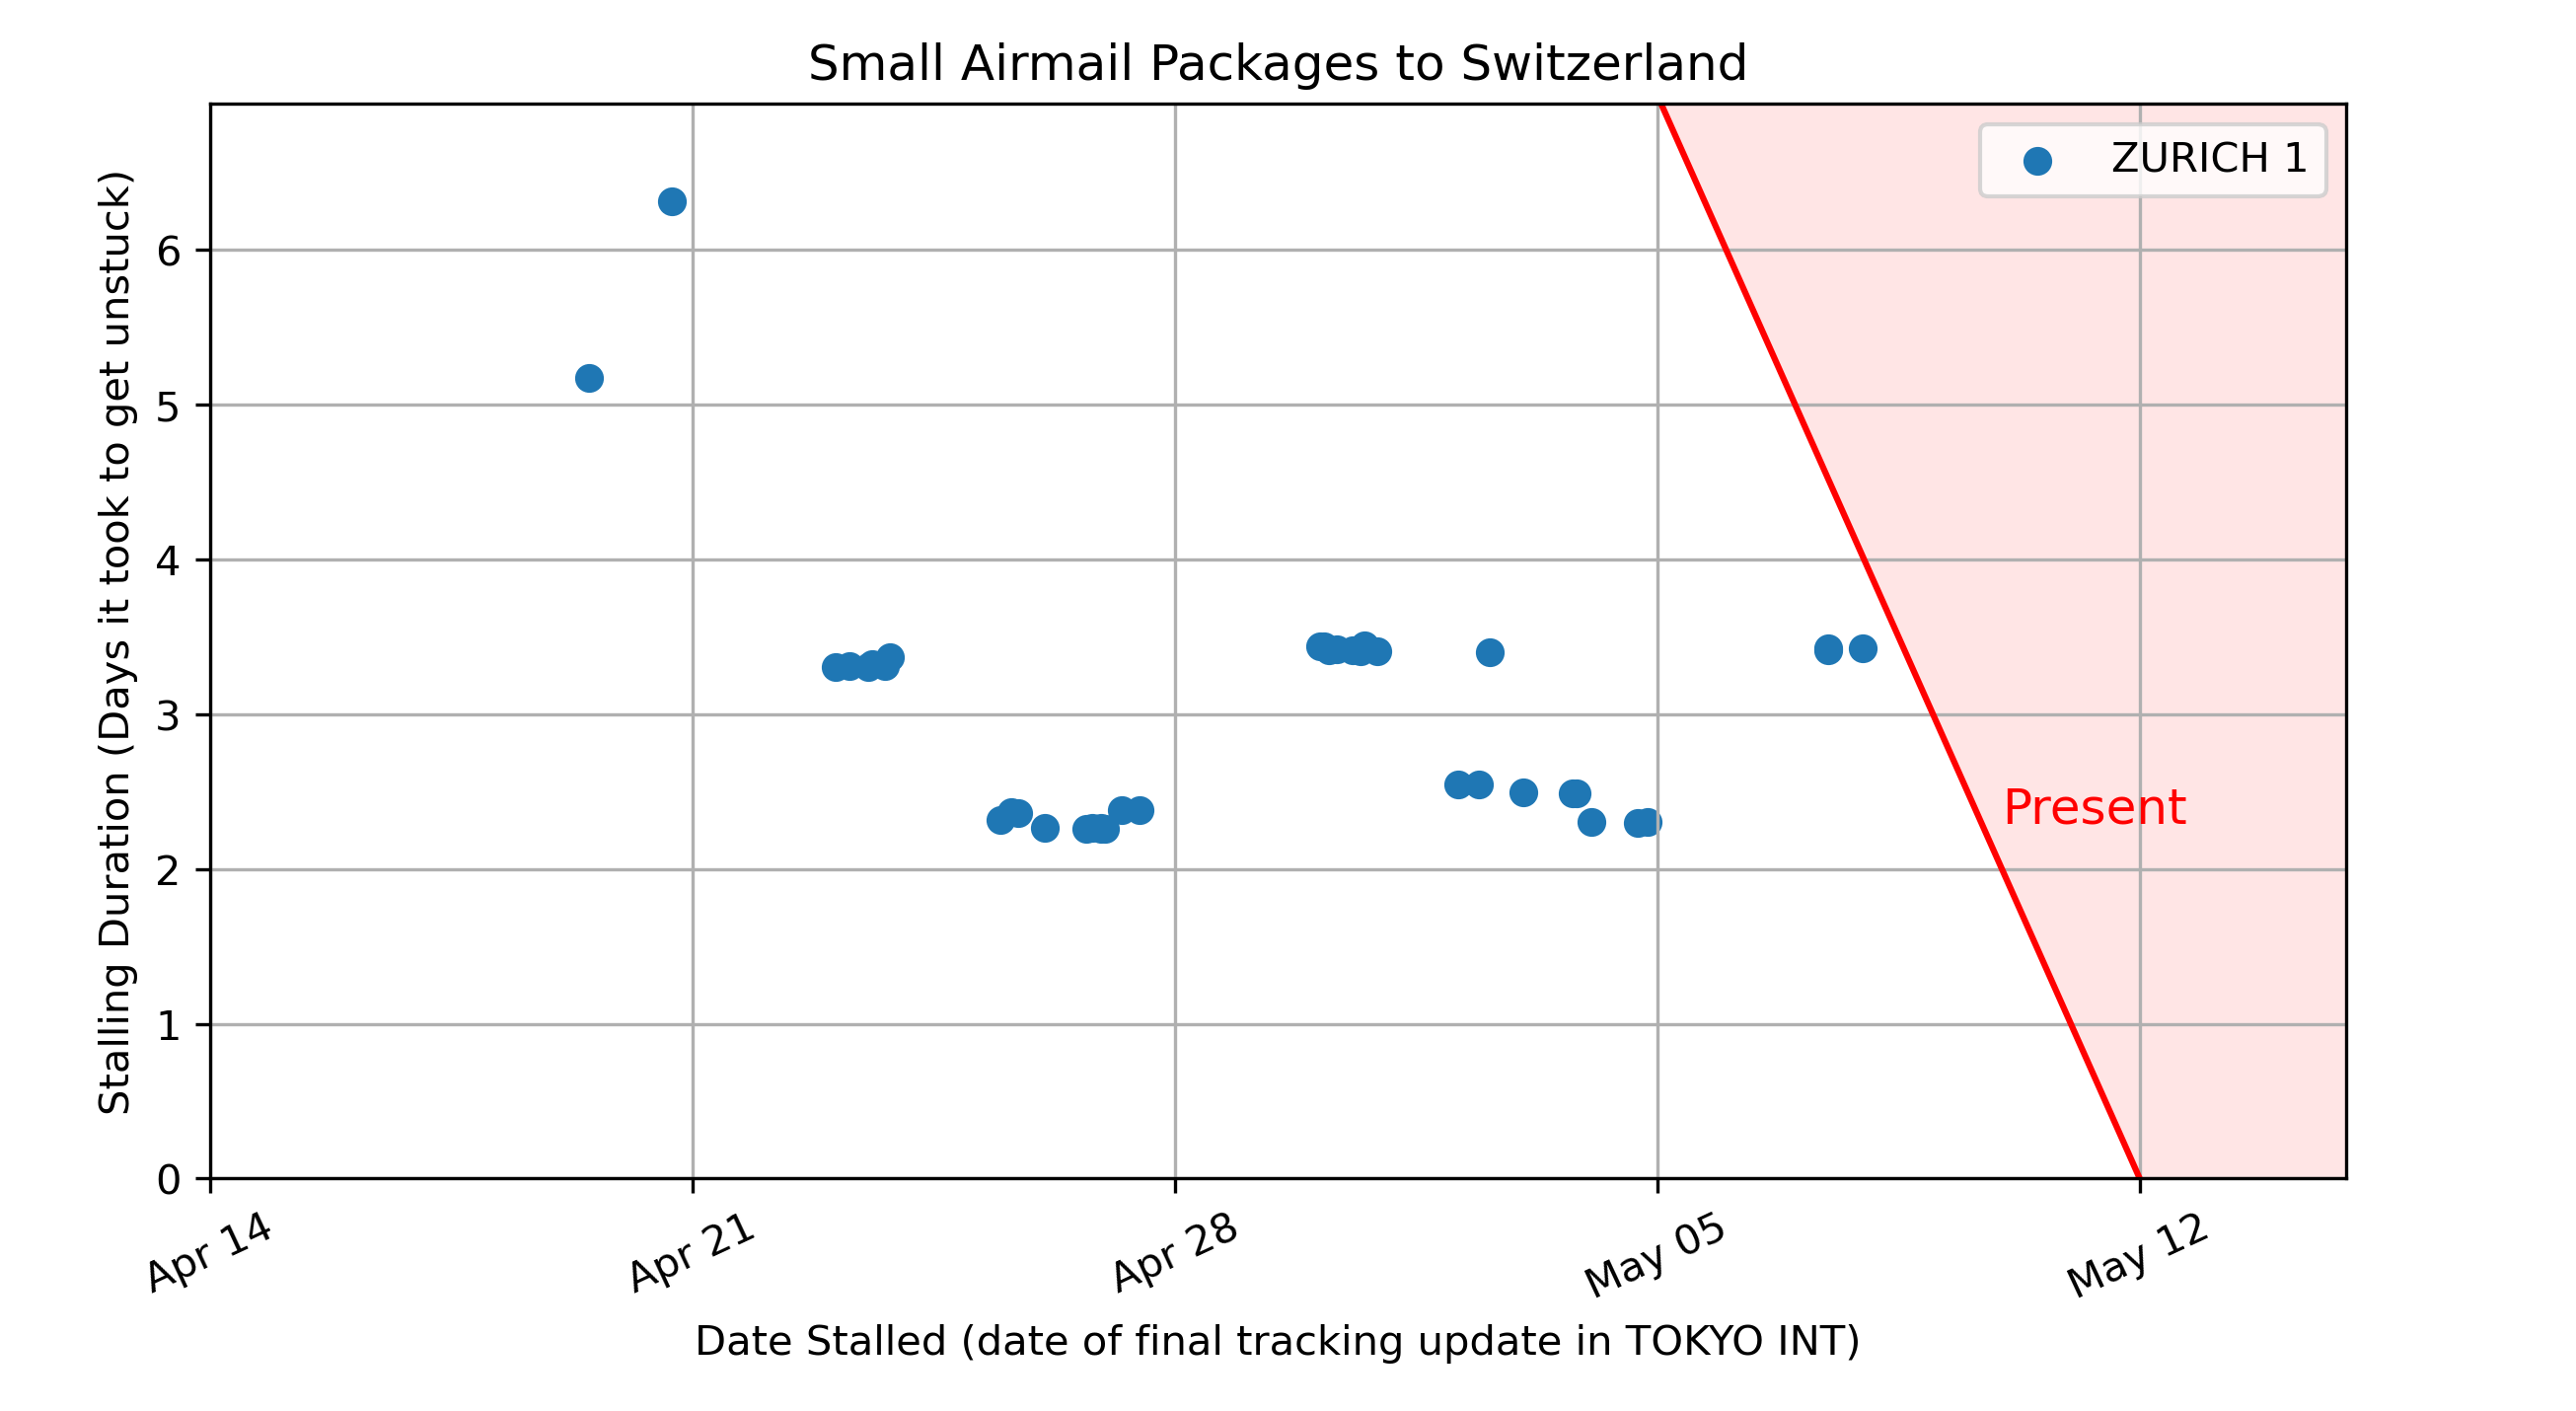 Small Airmail Packages to Switzerland
ZURICH 1
Stalling Duration (Days it took to get unstuck)
6
5
4
3
2
1
0
Present
Apr 14
Apr 21
Apr 28
May 05
May 12
Date Stalled (date of final tracking update in TOKYO INT)